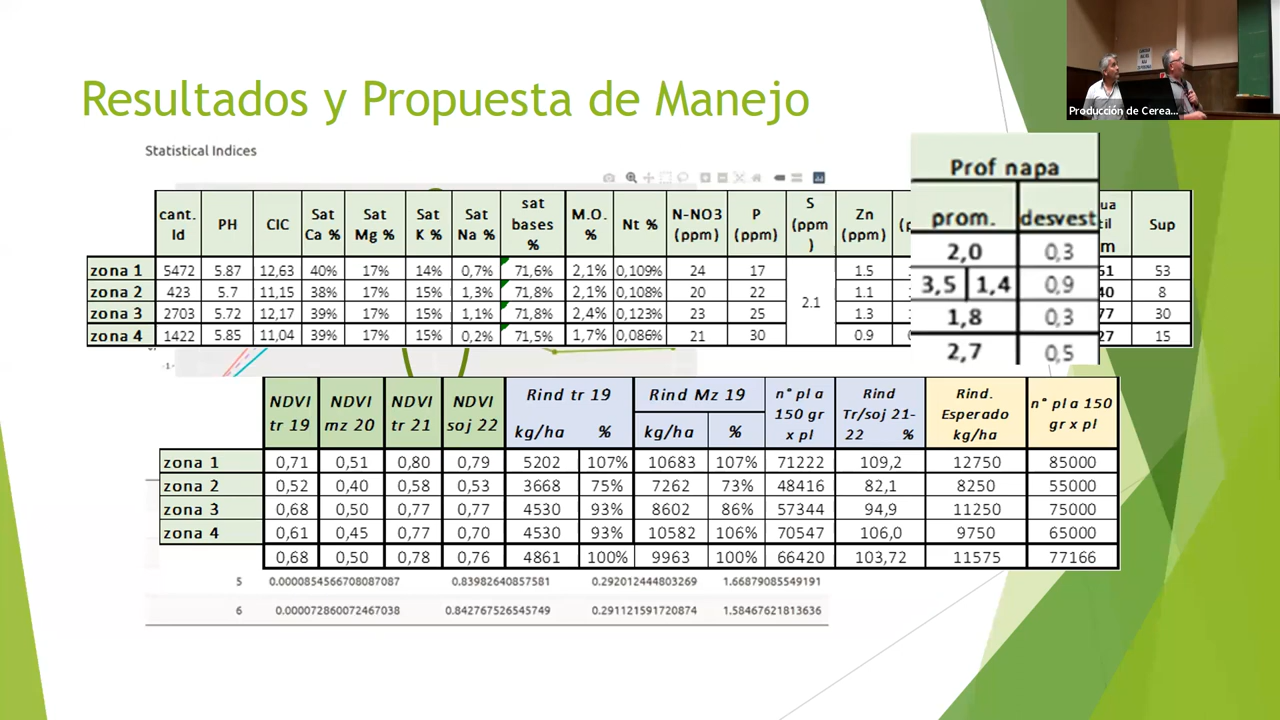 Producción de Cerea...
Resultados y Propuesta de Manejo
Statistical Indices
Prof napa
prom. desvest
2,0 0,3
3,5 1,4 0,9
1,8 0,3
2,7 0,5
cant. Id PH CIC Sat Ca % Sat Mg % Sat K % Sat Na % sat bases % M.O. % Nt % N-NO3 (ppm) P (ppm) S (ppm) Zn (ppm) Sup
zona 1 5472 5.87 12,63 40% 17% 14% 0,7% 71,6% 2,1% 0,109% 24 17 2.1 1.5 53
zona 2 423 5.7 11,15 38% 17% 15% 1,3% 71,8% 2,1% 0,108% 20 22 1.1 8
zona 3 2703 5.72 12,17 39% 17% 15% 1,1% 71,8% 2,4% 0,123% 23 25 1.3 30
zona 4 1422 5.85 11,04 39% 17% 15% 0,2% 71,5% 1,7% 0,086% 21 30 0.9 15
-1
NDVI tr 19 NDVI mz 20 NDVI tr 21 NDVI soj 22 Rind tr 19 kg/ha % Rind Mz 19 kg/ha % n° pl a 150 gr x pl Rind Tr/soj 21-22 % Rind. Esperado kg/ha n° pl a 150 gr x pl
zona 1 0,71 0,51 0,80 0,79 5202 107% 10683 107% 71222 109,2 12750 85000
zona 2 0,52 0,40 0,58 0,53 3668 75% 7262 73% 48416 82,1 8250 55000
zona 3 0,68 0,50 0,77 0,77 4530 93% 8602 86% 57344 94,9 11250 75000
zona 4 0,61 0,45 0,77 0,70 4530 93% 10582 106% 70547 106,0 9750 65000
0,68 0,50 0,78 0,76 4861 100% 9963 100% 66420 103,72 11575 77166
5 0.0000854566708087087 0.83982640857581 0.292012444803269 1.66879085549191
6 0.000072860072467038 0.842767526545749 0.291121591720874 1.58467621813636